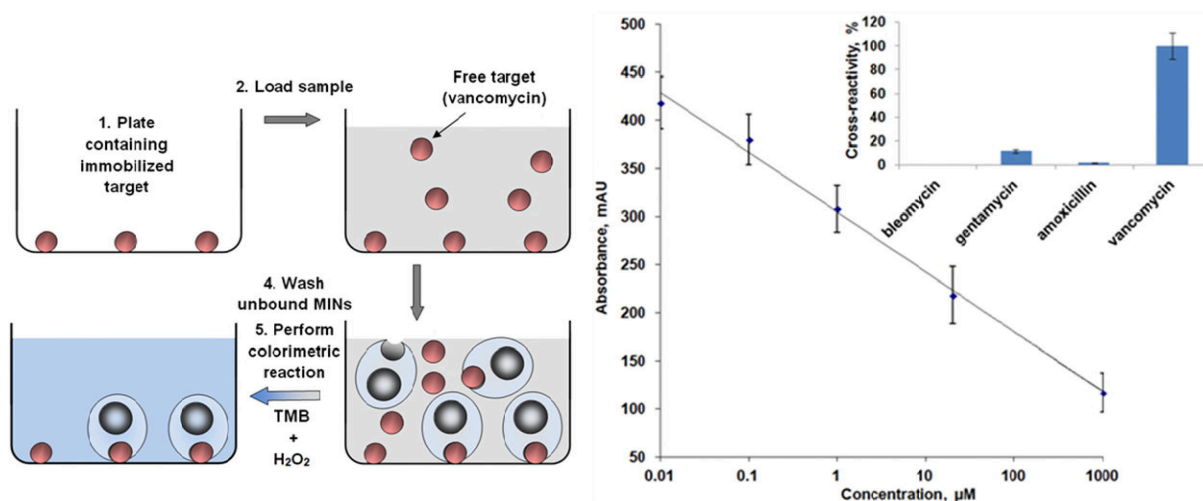 2. Load sample
Free target
(vancomycin)
1. Plate
containing
immobilized
target
4. Wash
unbound MINs
5. Perform
colorimetric
reaction
TMB
+
H₂O₂
500
450
400
350
300
250
200
150
100
50
Absorbance, mAU
0.01
0.1
1
10
100
1000
Concentration, µM
120
100
80
60
40
20
0
Cross-reactivity, %
bleomycin
gentamycin
amoxicillin
vancomycin